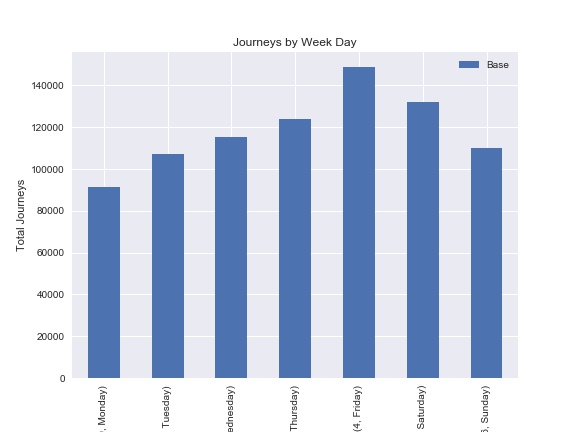 Journeys by Week Day
Base
Total Journeys
140000
120000
100000
80000
60000
40000
20000
0
, Monday)
Tuesday)
ednesday)
Thursday)
(4, Friday)
Saturday)
, Sunday)